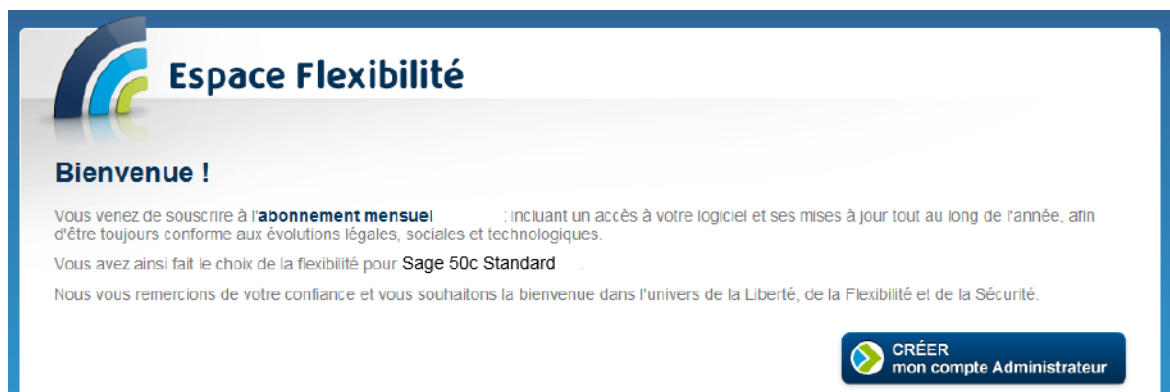 Espace Flexibilité
Bienvenue !
Vous venez de souscrire à l'abonnement mensuel : incluant un accès à votre logiciel et ses mises à jour tout au long de l'année, afin
d'être toujours conforme aux évolutions légales, sociales et technologiques.
Vous avez ainsi fait le choix de la flexibilité pour Sage 50c Standard .
Nous vous remercions de votre confiance et vous souhaitons la bienvenue dans l'univers de la Liberté, de la Flexibilité et de la Sécurité.
CRÉER
mon compte Administrateur